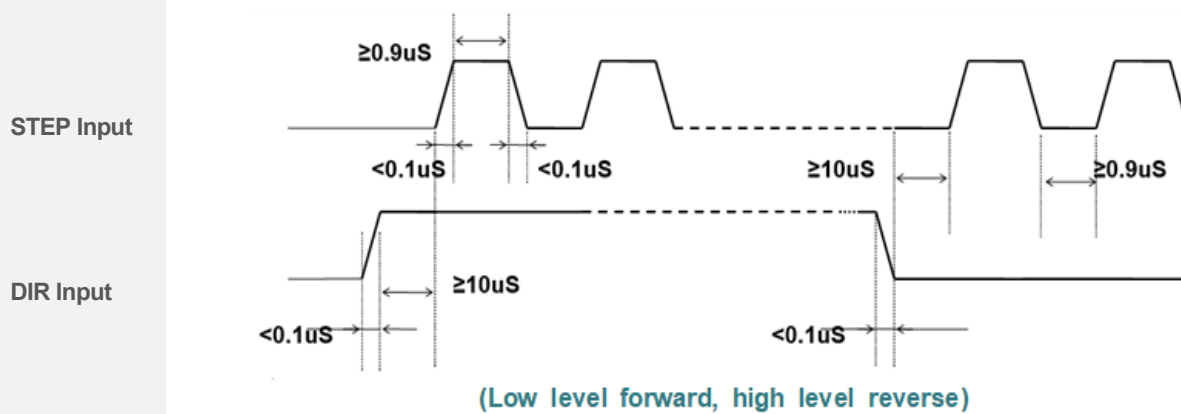 ≥0.9uS
STEP Input
<0.1uS <0.1uS ≥10uS ≥0.9uS
DIR Input
≥10uS
<0.1uS <0.1uS
(Low level forward, high level reverse)